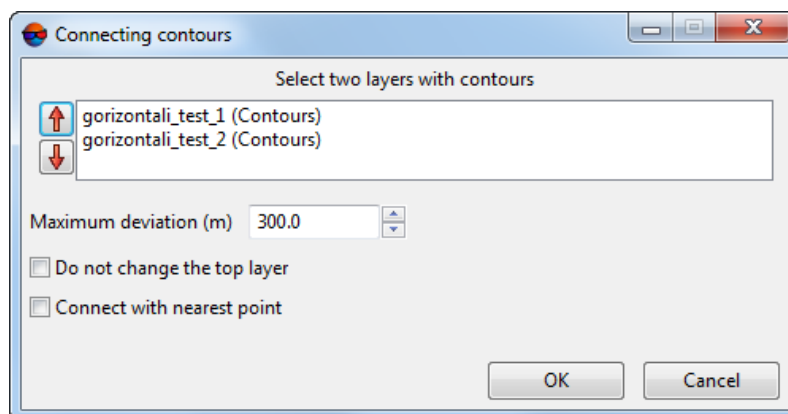 Connecting contours
Select two layers with contours
gorizontali_test_1 (Contours)
gorizontali_test_2 (Contours)
Maximum deviation (m) 300.0
Do not change the top layer
Connect with nearest point
OK Cancel